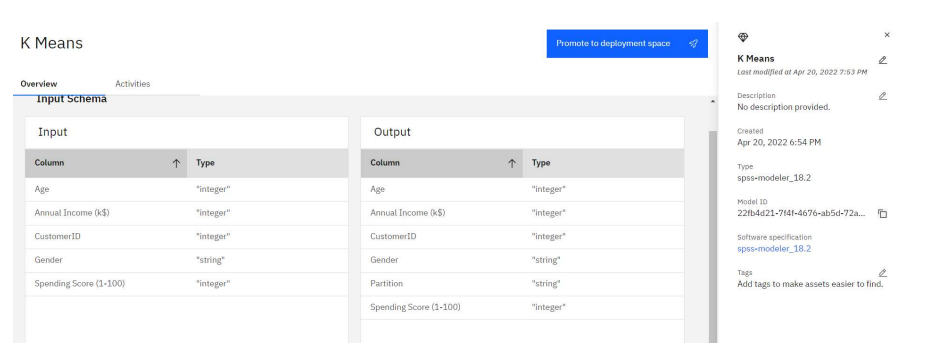 K Means
Promote to deployment space
Overview Activities
Input Schema
Input
Column Type
Age "integer"
Annual Income (k$) "integer"
CustomerID "integer"
Gender "string"
Spending Score (1-100) "integer"
Output
Column Type
Age "integer"
Annual Income (k$) "integer"
CustomerID "integer"
Gender "string"
Partition "string"
Spending Score (1-100) "integer"
K Means
Last modified at Apr 20, 2022 7:53 PM
Description
No description provided.
Created
Apr 20, 2022 6:54 PM
Type
spss-modeler_18.2
Model ID
22fb4d21-7f4f-4676-ab5d-72a...
Software specification
spss-modeler_18.2
Tags
Add tags to make assets easier to find.